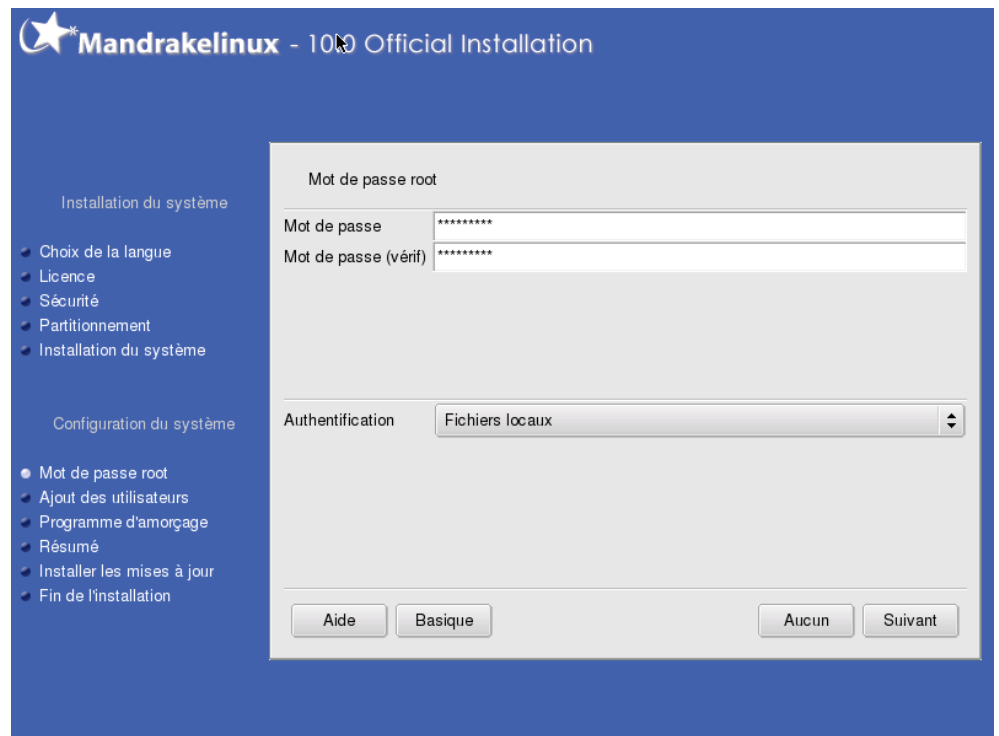 Mandrakelinux - 10.0 Official Installation
Installation du système
Choix de la langue
Licence
Sécurité
Partitionnement
Installation du système
Configuration du système
Mot de passe root
Ajout des utilisateurs
Programme d'amorçage
Résumé
Installer les mises à jour
Fin de l'installation
Mot de passe root
Mot de passe *********
Mot de passe (vérif) *********
Authentification Fichiers locaux
Aide Basique Aucun Suivant